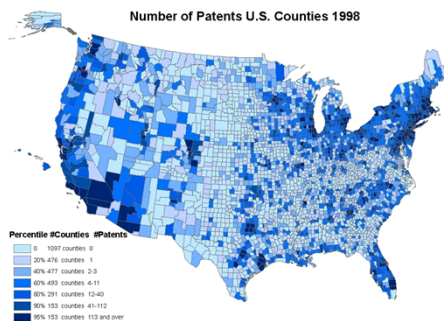 Number of Patents U.S. Counties 1998
Percentile #Counties #Patents
0 1097 counties 0
20% 476 counties 1
40% 477 counties 2-3
60% 493 counties 4-11
80% 291 counties 12-40
90% 153 counties 41-112
95% 153 counties 113 and over